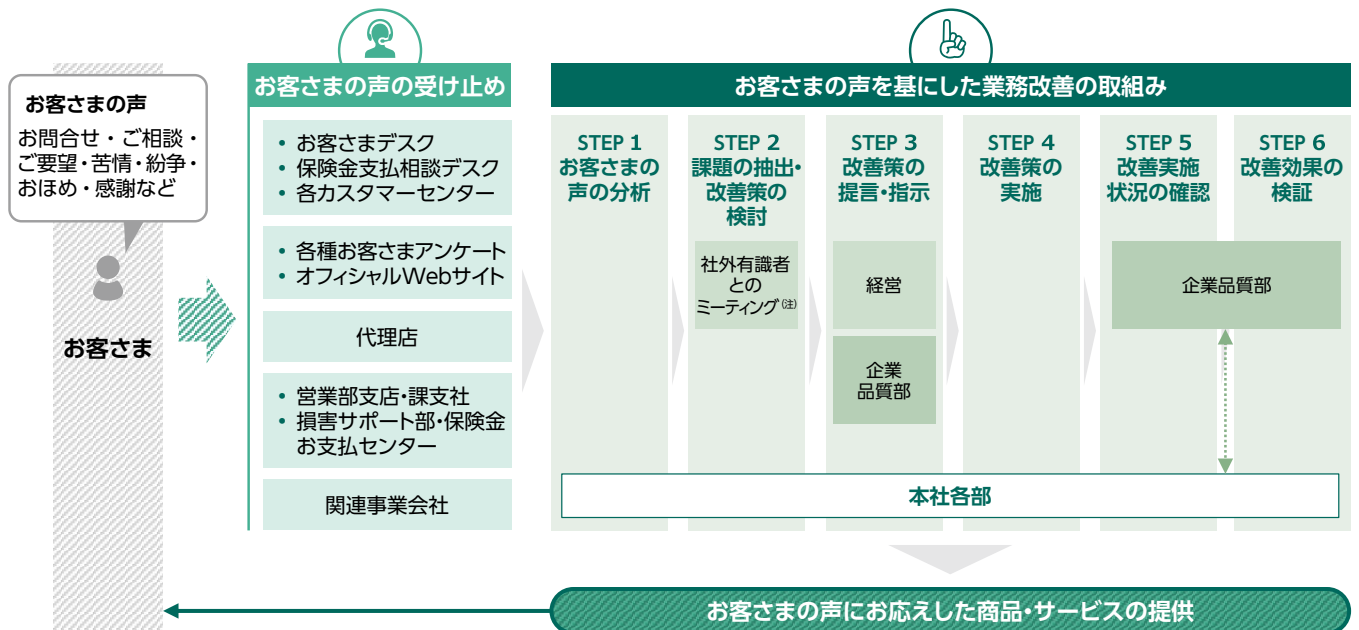 お客さまの声
お問合せ・ご相談・
ご要望・苦情・紛争・
おほめ・感謝など
お客さま
お客さまの声の受け止め
・お客さまデスク
・保険金支払相談デスク
・各カスタマーセンター
・各種お客さまアンケート
・オフィシャルWebサイト
代理店
・営業部支店・課支社
・損害サポート部・保険金
お支払センター
関連事業会社
お客さまの声を基にした業務改善の取組み
STEP 1
お客さまの
声の分析
STEP 2
課題の抽出・
改善策の
検討
社外有識者
との
ミーティング(注)
STEP 3
改善策の
提言・指示
経営
企業
品質部
STEP 4
改善策の
実施
STEP 5
改善実施
状況の確認
STEP 6
改善効果の
検証
企業品質部
本社各部
お客さまの声にお応えした商品・サービスの提供